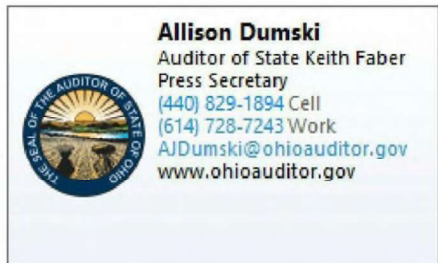 Allison Dumski
Auditor of State Keith Faber
Press Secretary
(440) 829-1894 Cell
(614) 728-7243 Work
AJDumski@ohioauditor.gov
www.ohioauditor.gov
THE SEAL OF THE AUDITOR OF STATE OF OHIO